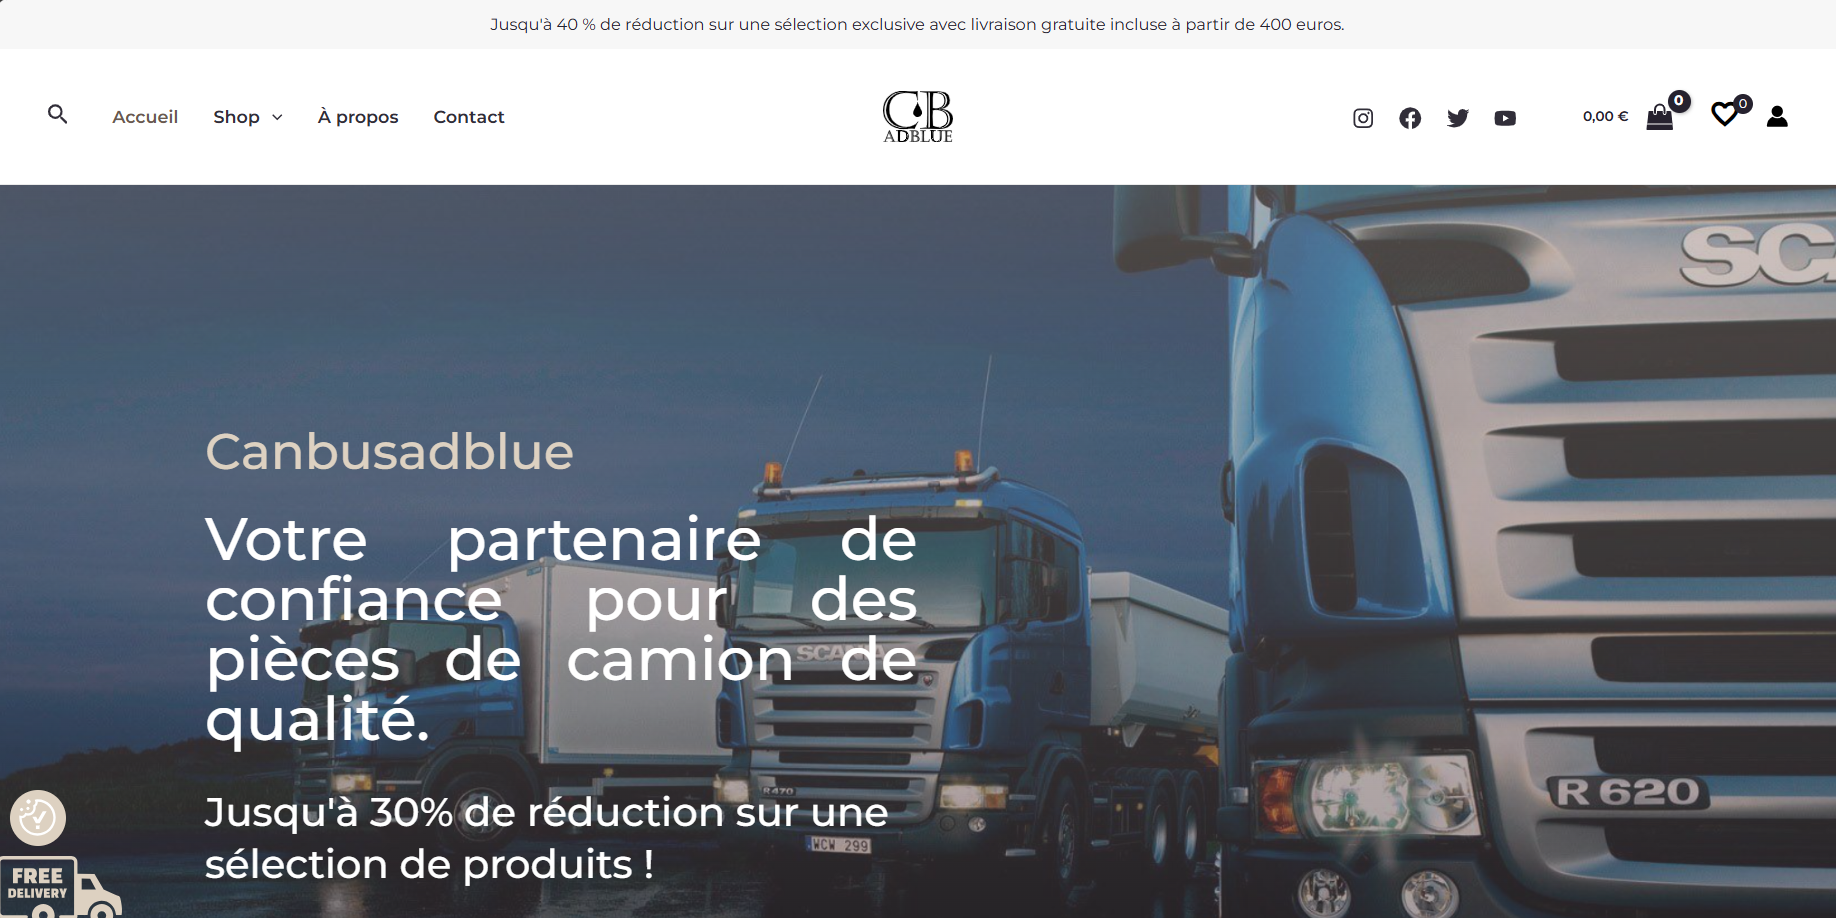 Jusqu'à 40 % de réduction sur une sélection exclusive avec livraison gratuite incluse à partir de 400 euros.
Accueil
Shop
À propos
Contact
CB
ADBLUE
0,00 €
0
0
SCA
Canbusadblue
Votre partenaire de
confiance pour des
pièces de camion de
qualité.
SCANIA
R 470
R 620
Jusqu'à 30% de réduction sur une
sélection de produits !
WCW 299
FREE
DELIVERY